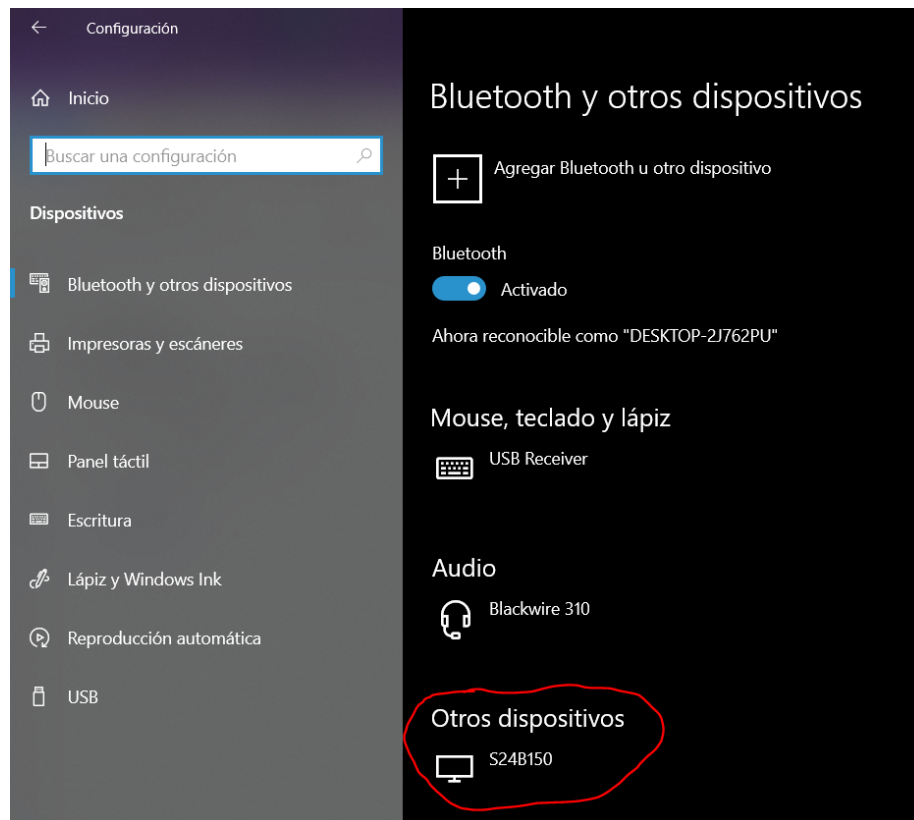 Configuración
Inicio
Buscar una configuración
Dispositivos
Bluetooth y otros dispositivos
Impresoras y escáneres
Mouse
Panel táctil
Escritura
Lápiz y Windows Ink
Reproducción automática
USB
Bluetooth y otros dispositivos
Agregar Bluetooth u otro dispositivo
Bluetooth
Activado
Ahora reconocible como "DESKTOP-2J762PU"
Mouse, teclado y lápiz
USB Receiver
Audio
Blackwire 310
Otros dispositivos
S24B150